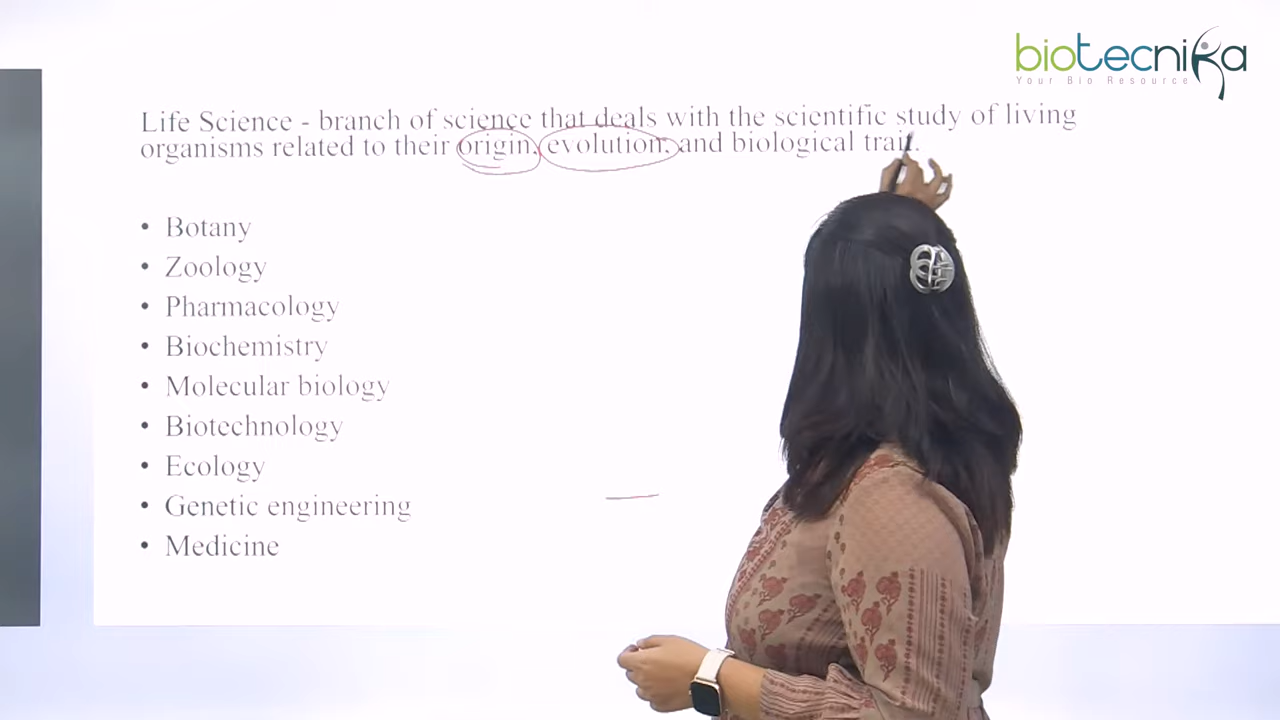 biotecnika
Your Bio Resource
Life Science - branch of science that deals with the scientific study of living
organisms related to their origin, evolution, and biological trait.
• Botany
• Zoology
• Pharmacology
• Biochemistry
• Molecular biology
• Biotechnology
• Ecology
• Genetic engineering
• Medicine